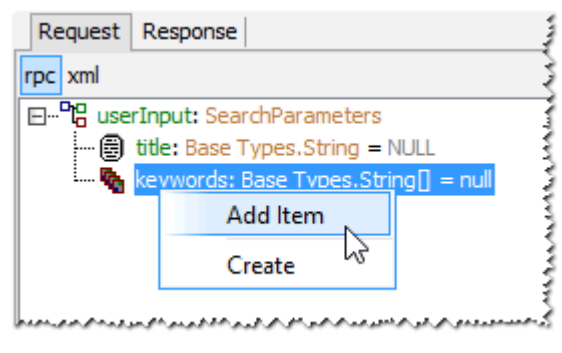 Request Response
rpc xml
userInput: SearchParameters
title: Base Types.String = NULL
keywords: Base Types.String[] = null
Add Item
Create